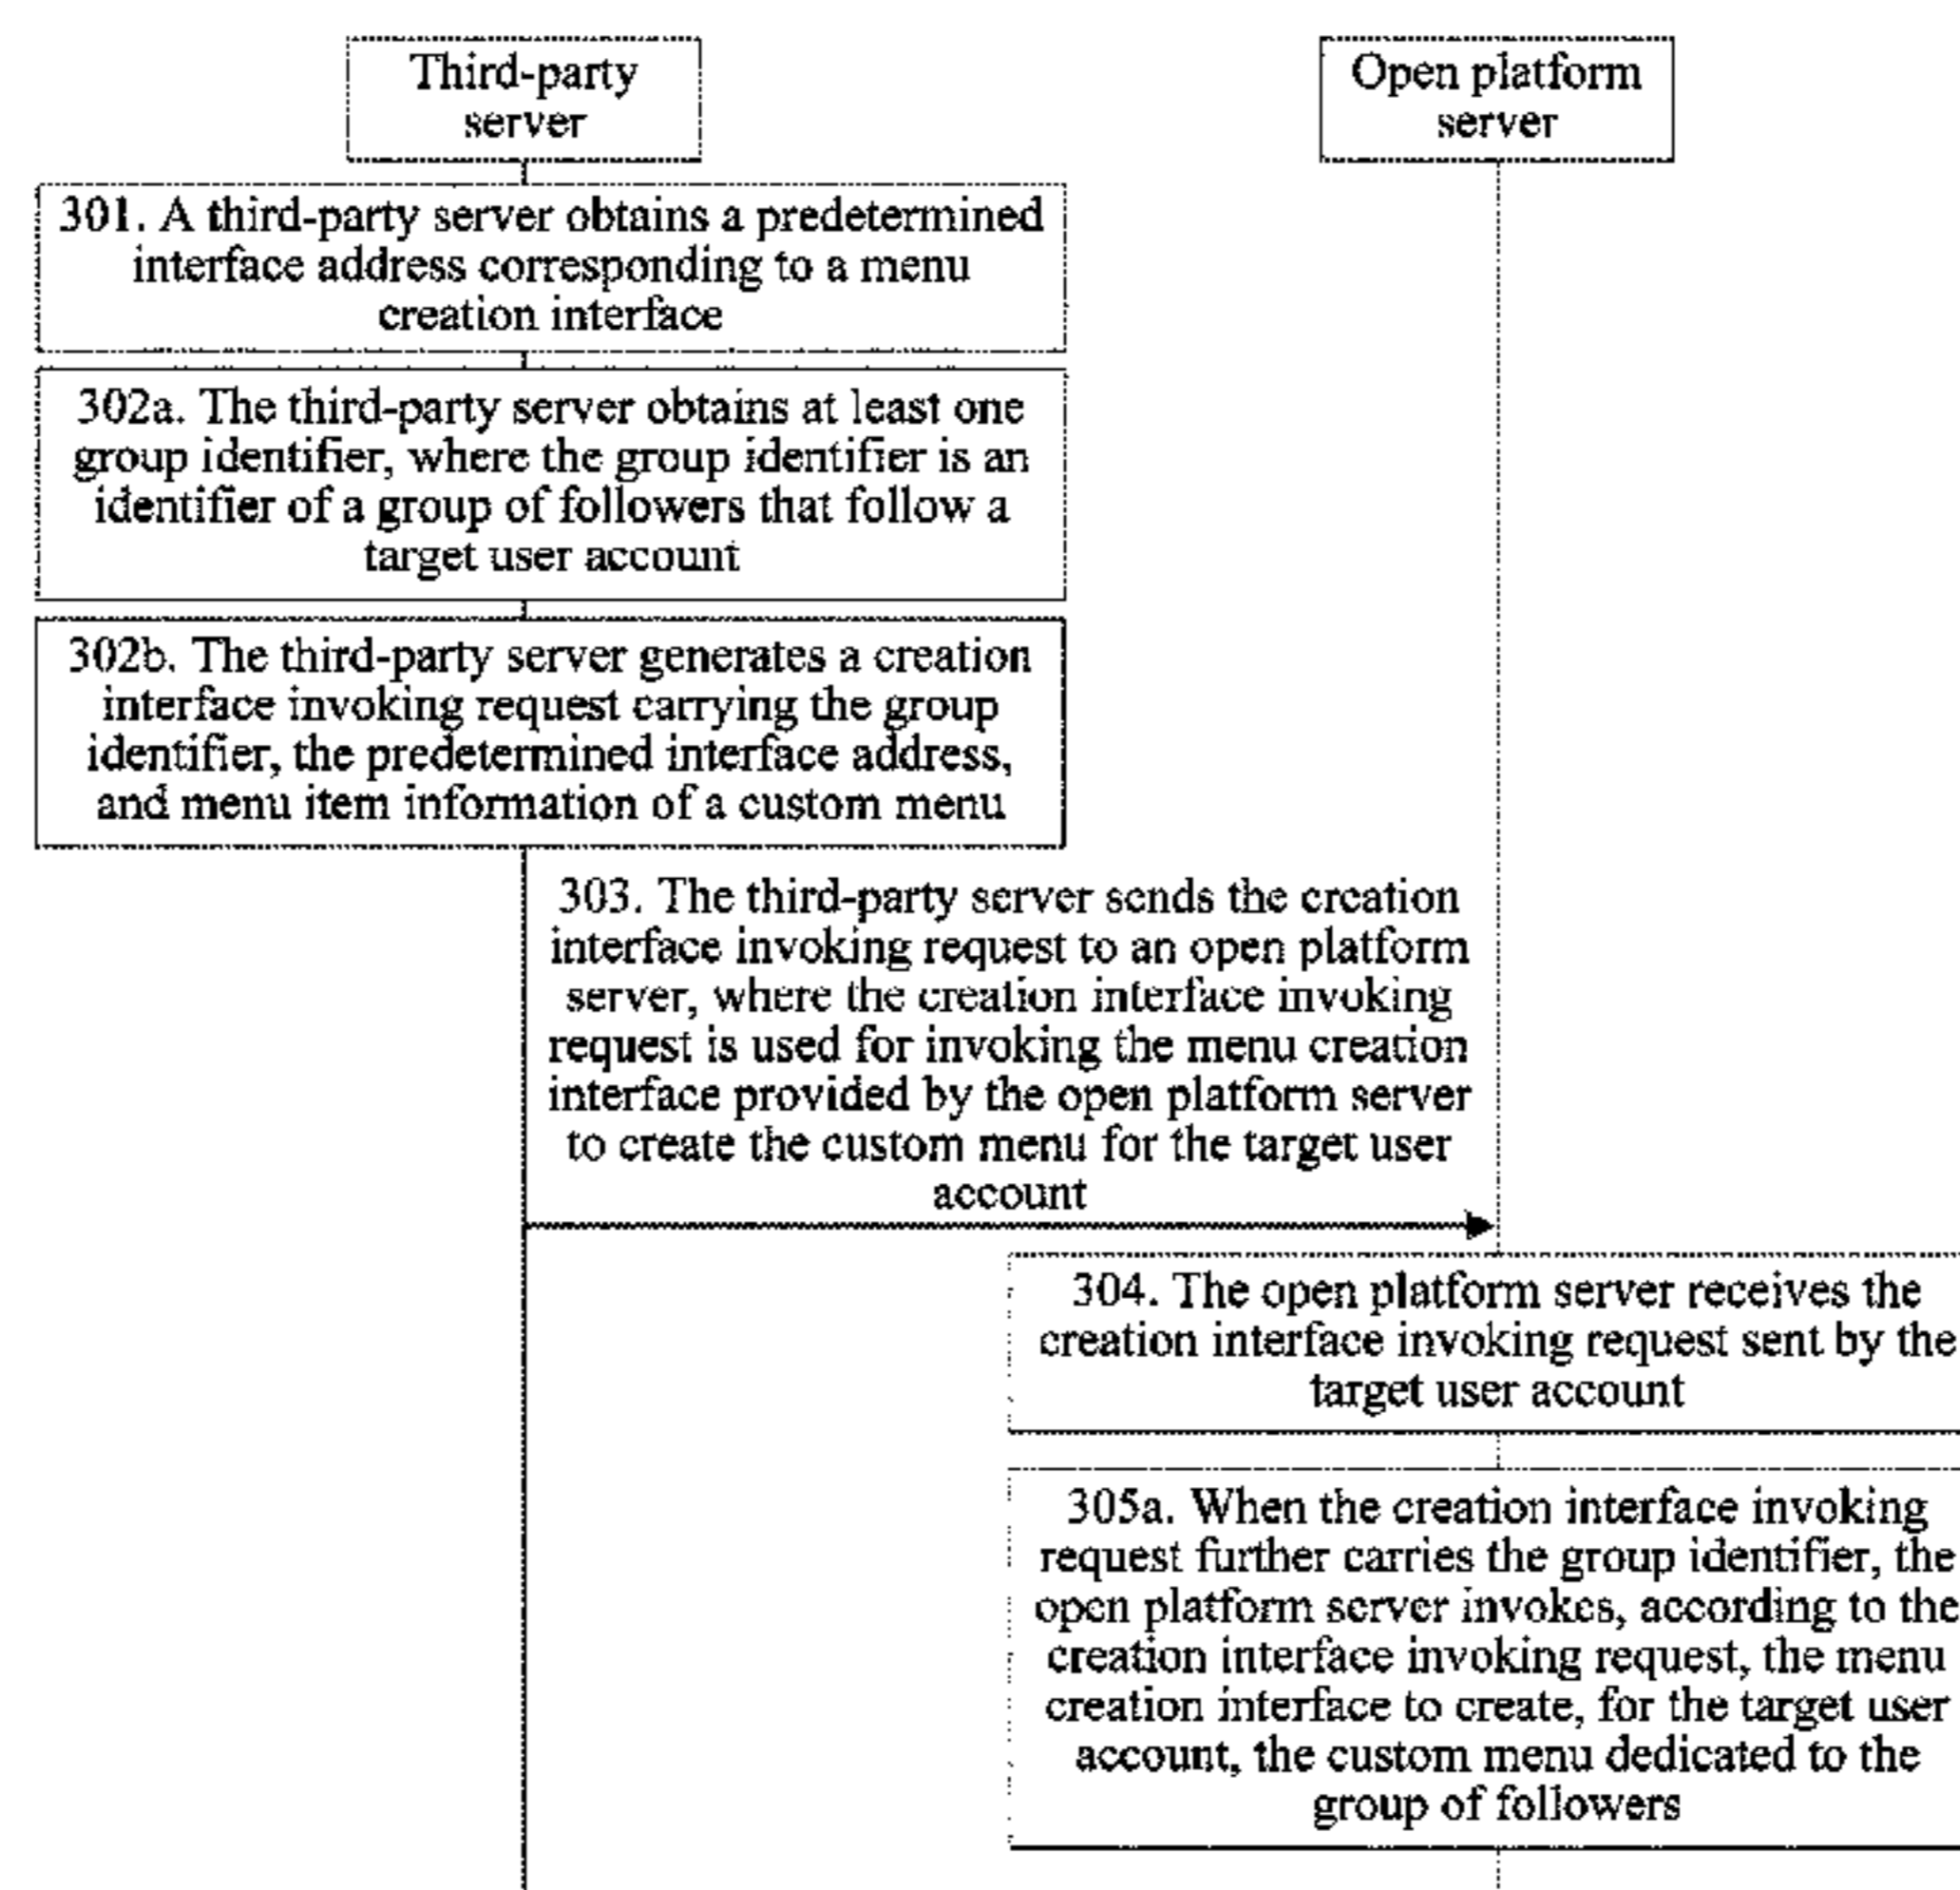 Third-party
server
Open platform
server
301. A third-party server obtains a predetermined
interface address corresponding to a menu
creation interface
302a. The third-party server obtains at least one
group identifier, where the group identifier is an
identifier of a group of followers that follow a
target user account
302b. The third-party server generates a creation
interface invoking request carrying the group
identifier, the predetermined interface address,
and menu item information of a custom menu
303. The third-party server sends the creation
interface invoking request to an open platform
server, where the creation interface invoking
request is used for invoking the menu creation
interface provided by the open platform server
to create the custom menu for the target user
account
304. The open platform server receives the
creation interface invoking request sent by the
target user account
305a. When the creation interface invoking
request further carries the group identifier, the
open platform server invokes, according to the
creation interface invoking request, the menu
creation interface to create, for the target user
account, the custom menu dedicated to the
group of followers